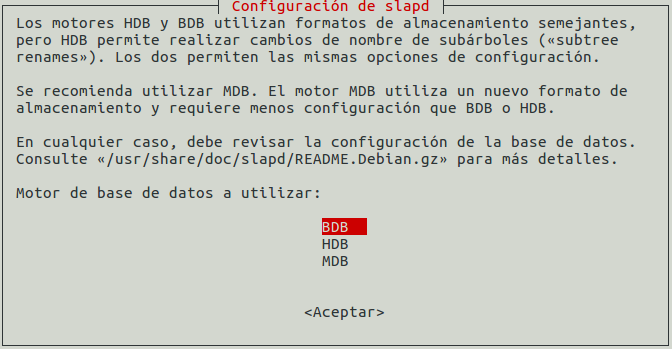 Configuración de slapd
Los motores HDB y BDB utilizan formatos de almacenamiento semejantes,
pero HDB permite realizar cambios de nombre de subárboles («subtree
renames»). Los dos permiten las mismas opciones de configuración.
Se recomienda utilizar MDB. El motor MDB utiliza un nuevo formato de
almacenamiento y requiere menos configuración que BDB o HDB.
En cualquier caso, debe revisar la configuración de la base de datos.
Consulte «/usr/share/doc/slapd/README.Debian.gz» para más detalles.
Motor de base de datos a utilizar:
BDB
HDB
MDB
<Aceptar>